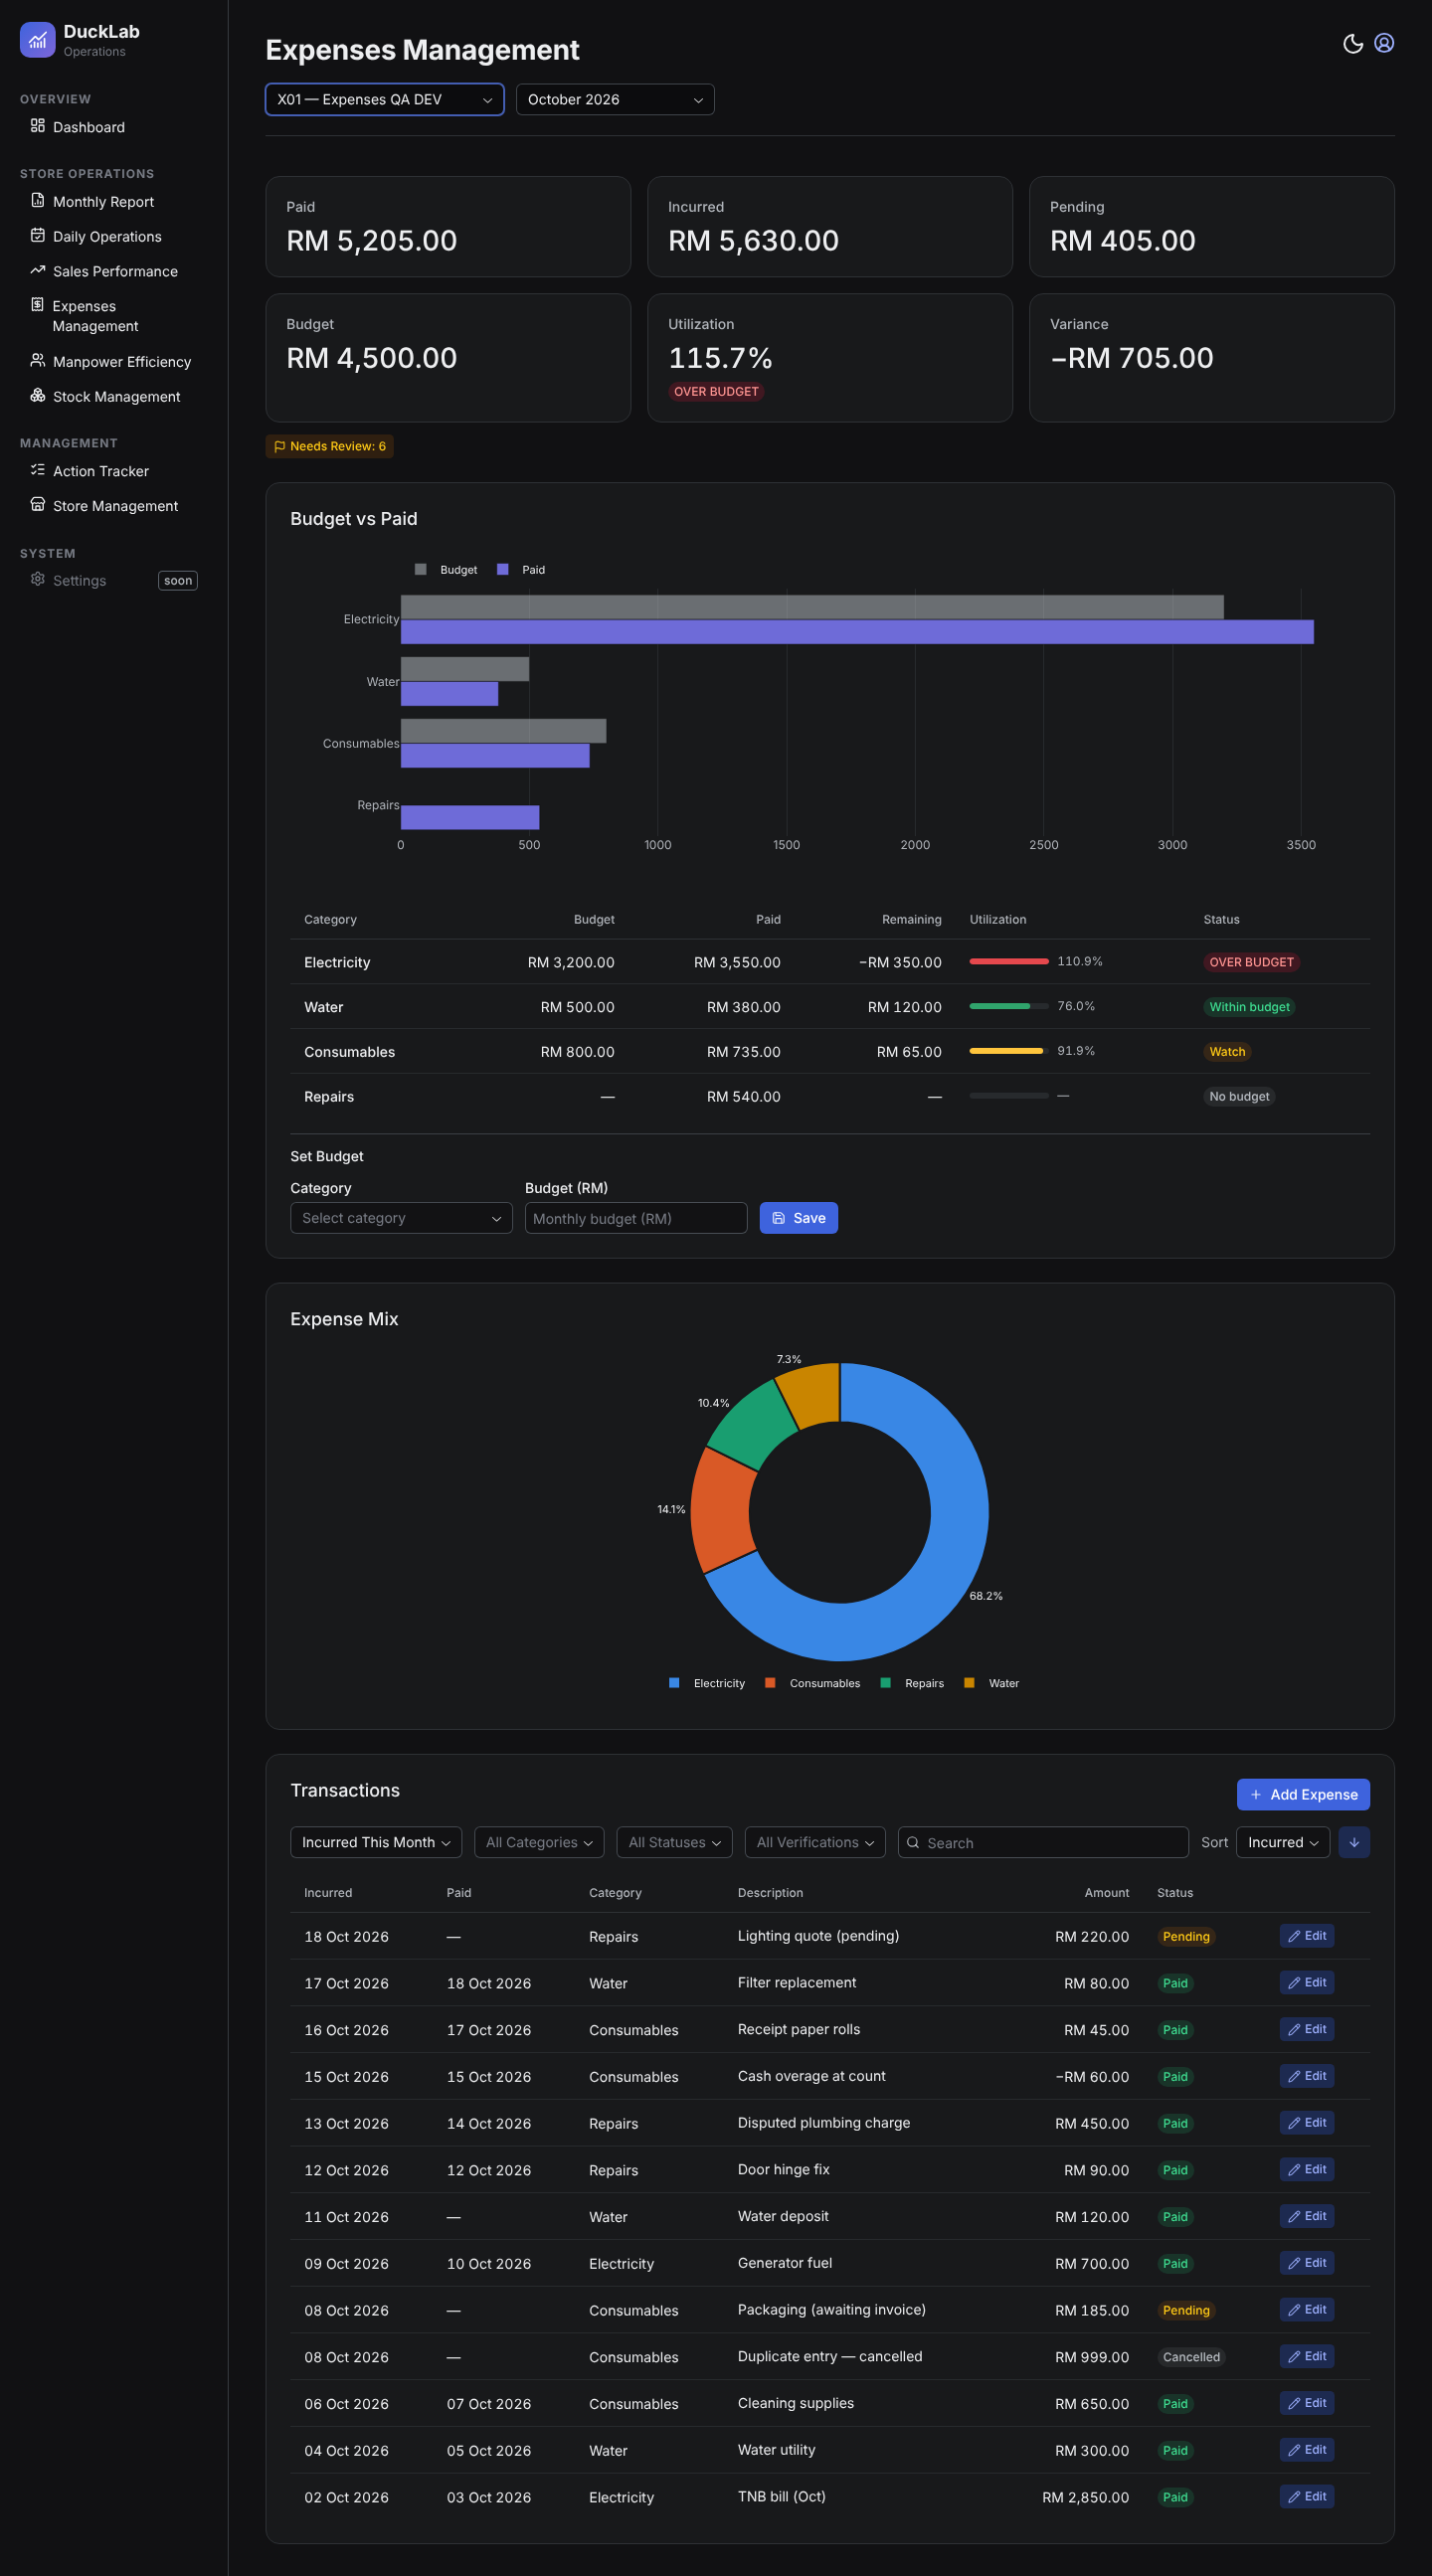 DuckLab
Operations
OVERVIEW
Dashboard
STORE OPERATIONS
Monthly Report
Daily Operations
Sales Performance
Expenses
Management
Manpower Efficiency
Stock Management
MANAGEMENT
Action Tracker
Store Management
SYSTEM
Settings soon
Expenses Management
X01 — Expenses QA DEV October 2026
Paid Incurred Pending
RM 5,205.00 RM 5,630.00 RM 405.00
Budget Utilization Variance
RM 4,500.00 115.7% −RM 705.00
OVER BUDGET
Needs Review: 6
Budget vs Paid
Budget Paid
Electricity
Water
Consumables
Repairs
0 500 1000 1500 2000 2500 3000 3500
Category Budget Paid Remaining Utilization Status
Electricity RM 3,200.00 RM 3,550.00 −RM 350.00 110.9% OVER BUDGET
Water RM 500.00 RM 380.00 RM 120.00 76.0% Within budget
Consumables RM 800.00 RM 735.00 RM 65.00 91.9% Watch
Repairs — RM 540.00 — — No budget
Set Budget
Category Budget (RM)
Select category Monthly budget (RM) Save
Expense Mix
7.3%
10.4%
14.1%
68.2%
Electricity Consumables Repairs Water
Transactions
Add Expense
Incurred This Month All Categories All Statuses All Verifications Search Sort Incurred
Incurred Paid Category Description Amount Status
18 Oct 2026 — Repairs Lighting quote (pending) RM 220.00 Pending Edit
17 Oct 2026 18 Oct 2026 Water Filter replacement RM 80.00 Paid Edit
16 Oct 2026 17 Oct 2026 Consumables Receipt paper rolls RM 45.00 Paid Edit
15 Oct 2026 15 Oct 2026 Consumables Cash overage at count −RM 60.00 Paid Edit
13 Oct 2026 14 Oct 2026 Repairs Disputed plumbing charge RM 450.00 Paid Edit
12 Oct 2026 12 Oct 2026 Repairs Door hinge fix RM 90.00 Paid Edit
11 Oct 2026 — Water Water deposit RM 120.00 Paid Edit
09 Oct 2026 10 Oct 2026 Electricity Generator fuel RM 700.00 Paid Edit
08 Oct 2026 — Consumables Packaging (awaiting invoice) RM 185.00 Pending Edit
08 Oct 2026 — Consumables Duplicate entry — cancelled RM 999.00 Cancelled Edit
06 Oct 2026 07 Oct 2026 Consumables Cleaning supplies RM 650.00 Paid Edit
04 Oct 2026 05 Oct 2026 Water Water utility RM 300.00 Paid Edit
02 Oct 2026 03 Oct 2026 Electricity TNB bill (Oct) RM 2,850.00 Paid Edit